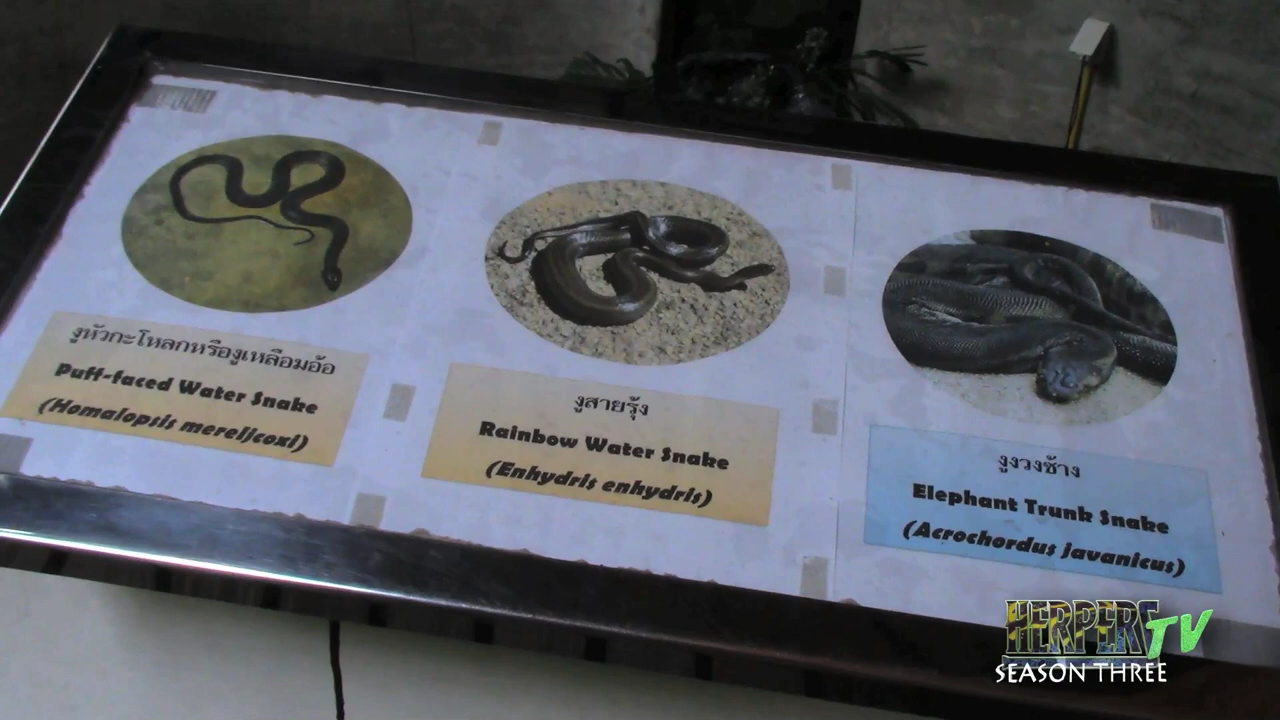 งูหัวกะโหลกหรืองูเหลือมอ้อ
Puff-faced Water Snake
(Homalopsis mereljcoxi)
งูสายรุ้ง
Rainbow Water Snake
(Enhydris enhydris)
งูงวงช้าง
Elephant Trunk Snake
(Acrochordus javanicus)
HERPERS TV
SEASON THREE